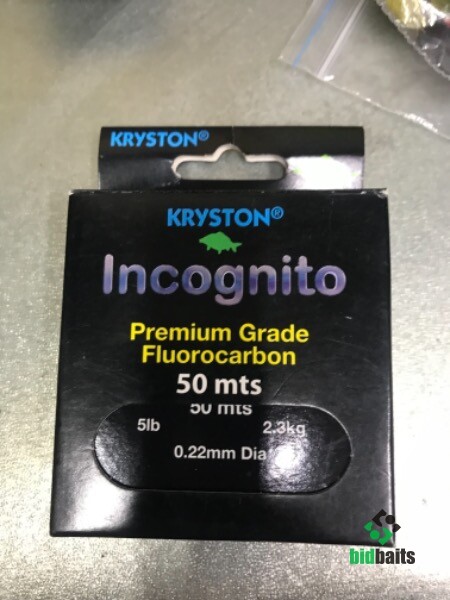 KRYSTON®
KRYSTON®
Incognito
Premium Grade
Fluorocarbon
50 mts
50 mts
5lb 2.3kg
0.22mm Dia
bidbaits